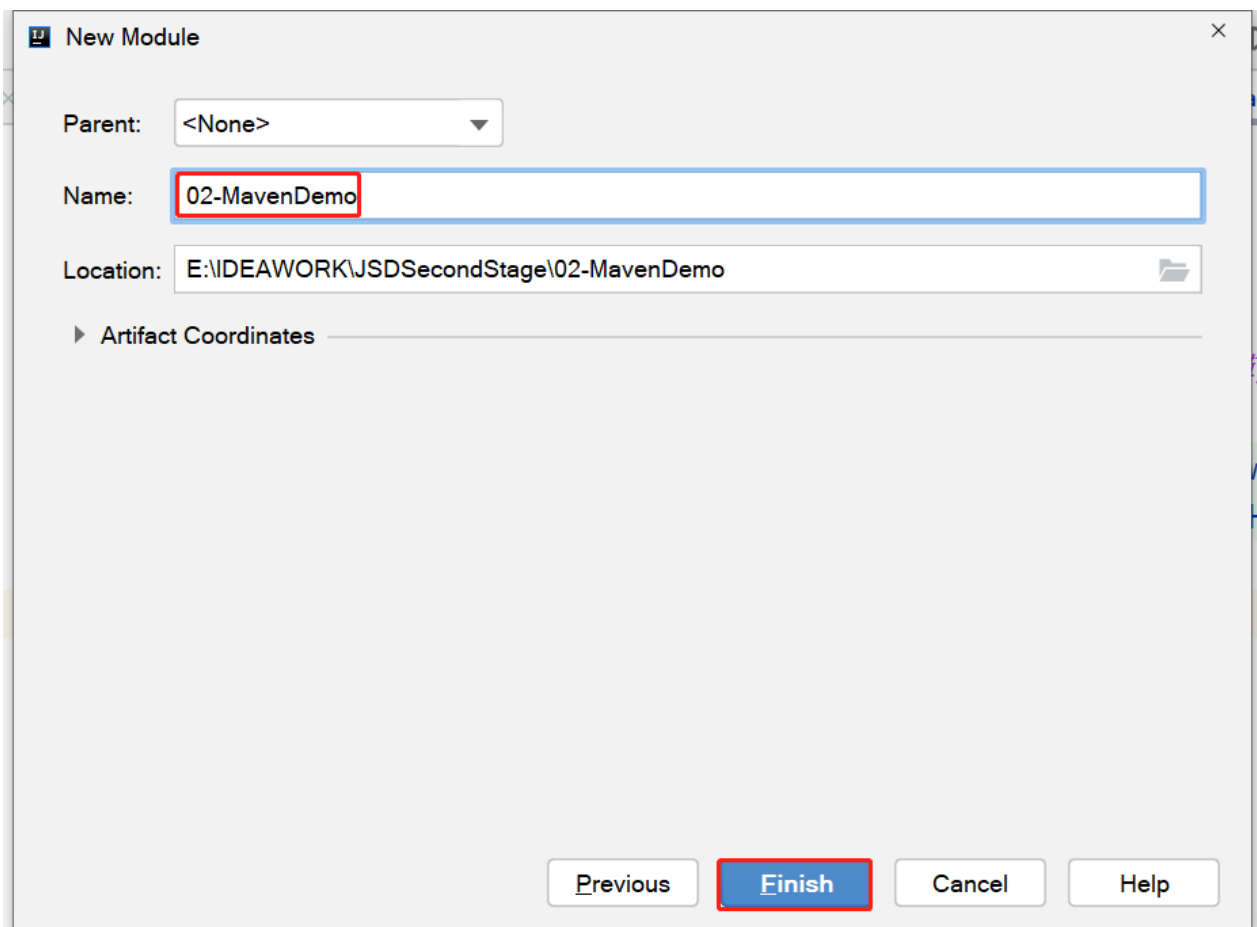 New Module
Parent: <None>
Name: 02-MavenDemo
Location: E:\IDEAWORK\JSDSecondStage\02-MavenDemo
Artifact Coordinates
Previous Finish Cancel Help